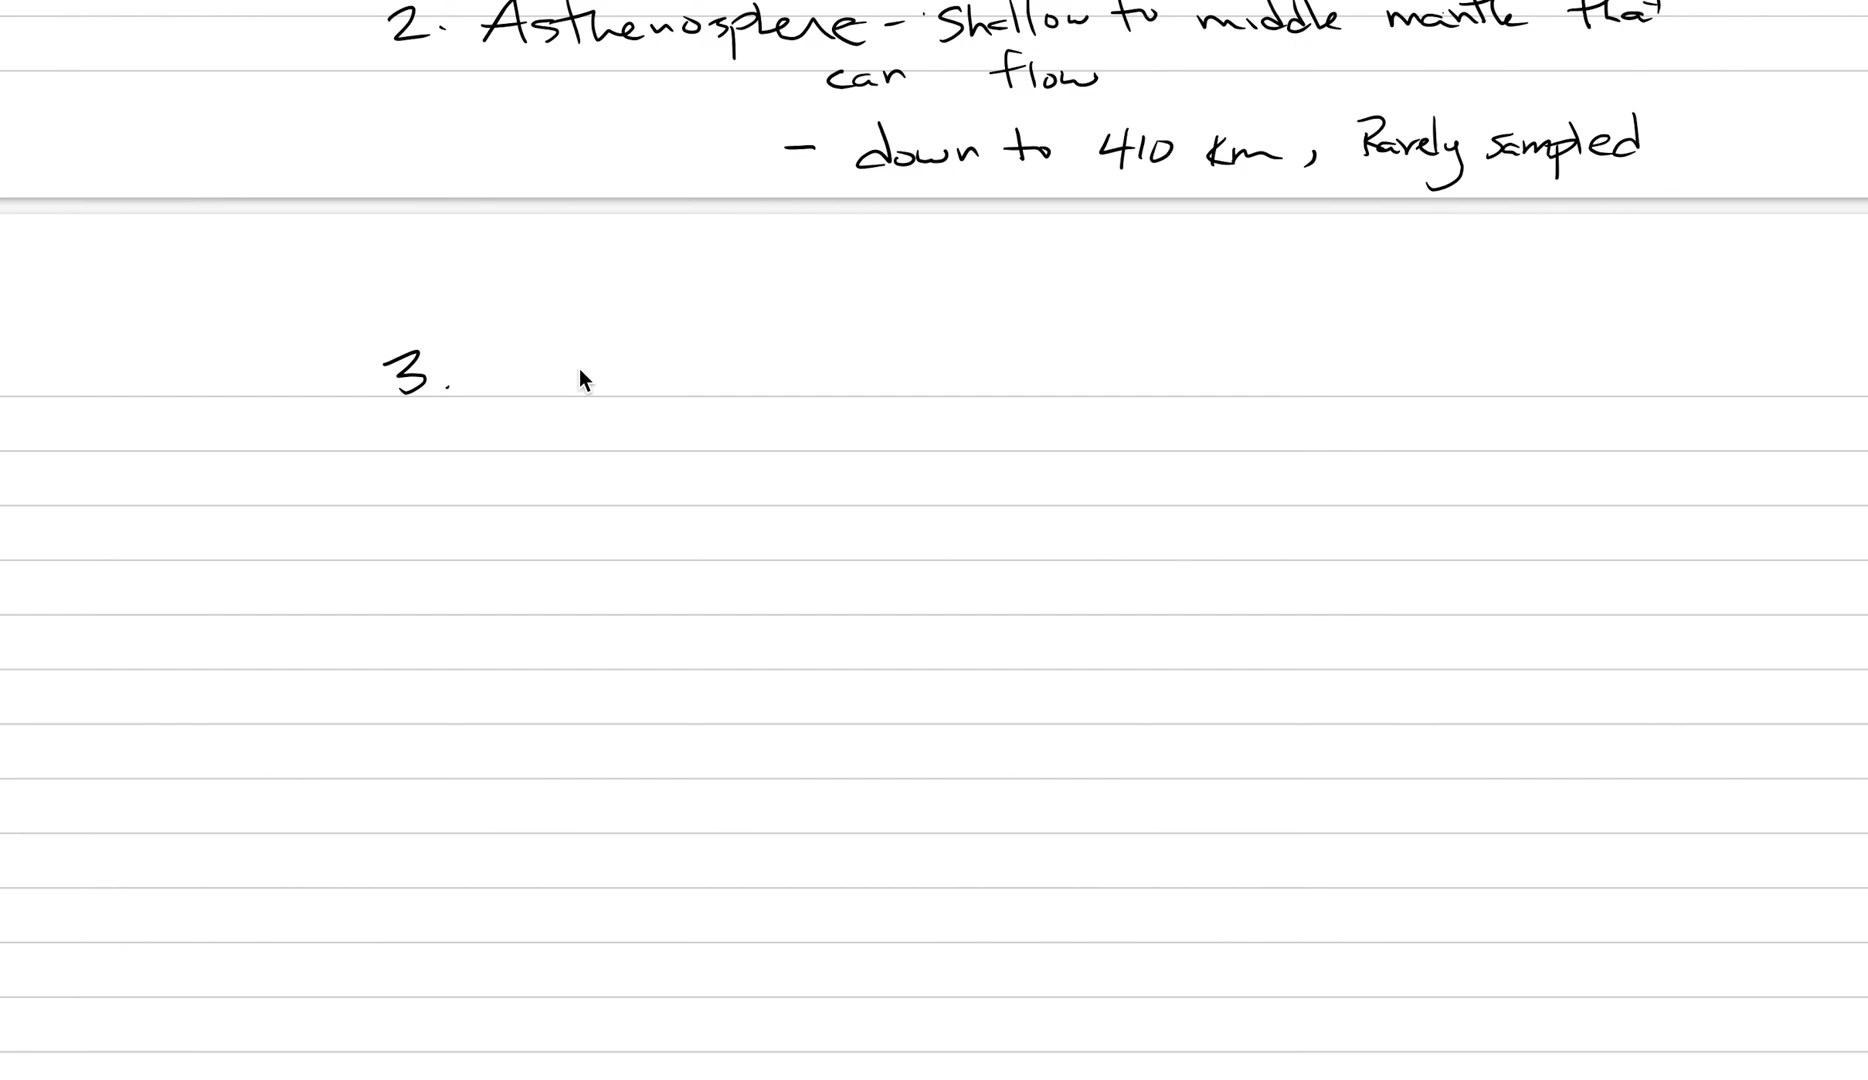 2. Asthenosphere - Shallow to middle mantle that
can flow
- down to 410 km, Rarely sampled
3.